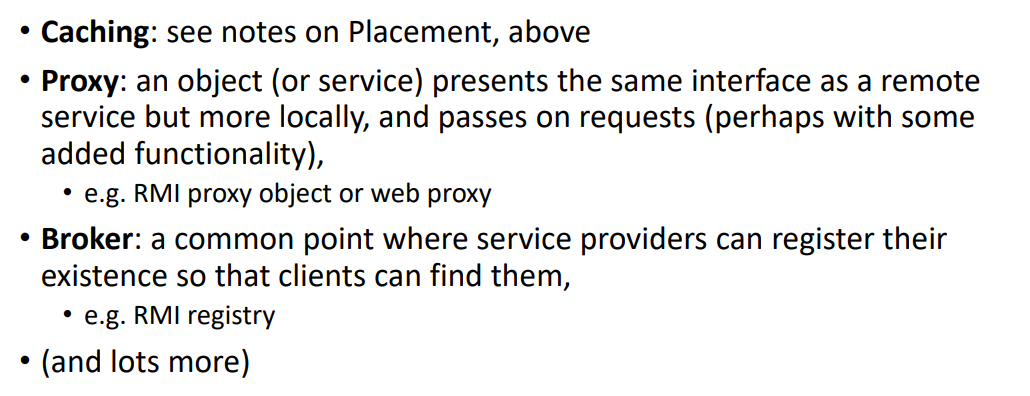 • Caching: see notes on Placement, above
• Proxy: an object (or service) presents the same interface as a remote
service but more locally, and passes on requests (perhaps with some
added functionality),
• e.g. RMI proxy object or web proxy
• Broker: a common point where service providers can register their
existence so that clients can find them,
• e.g. RMI registry
• (and lots more)